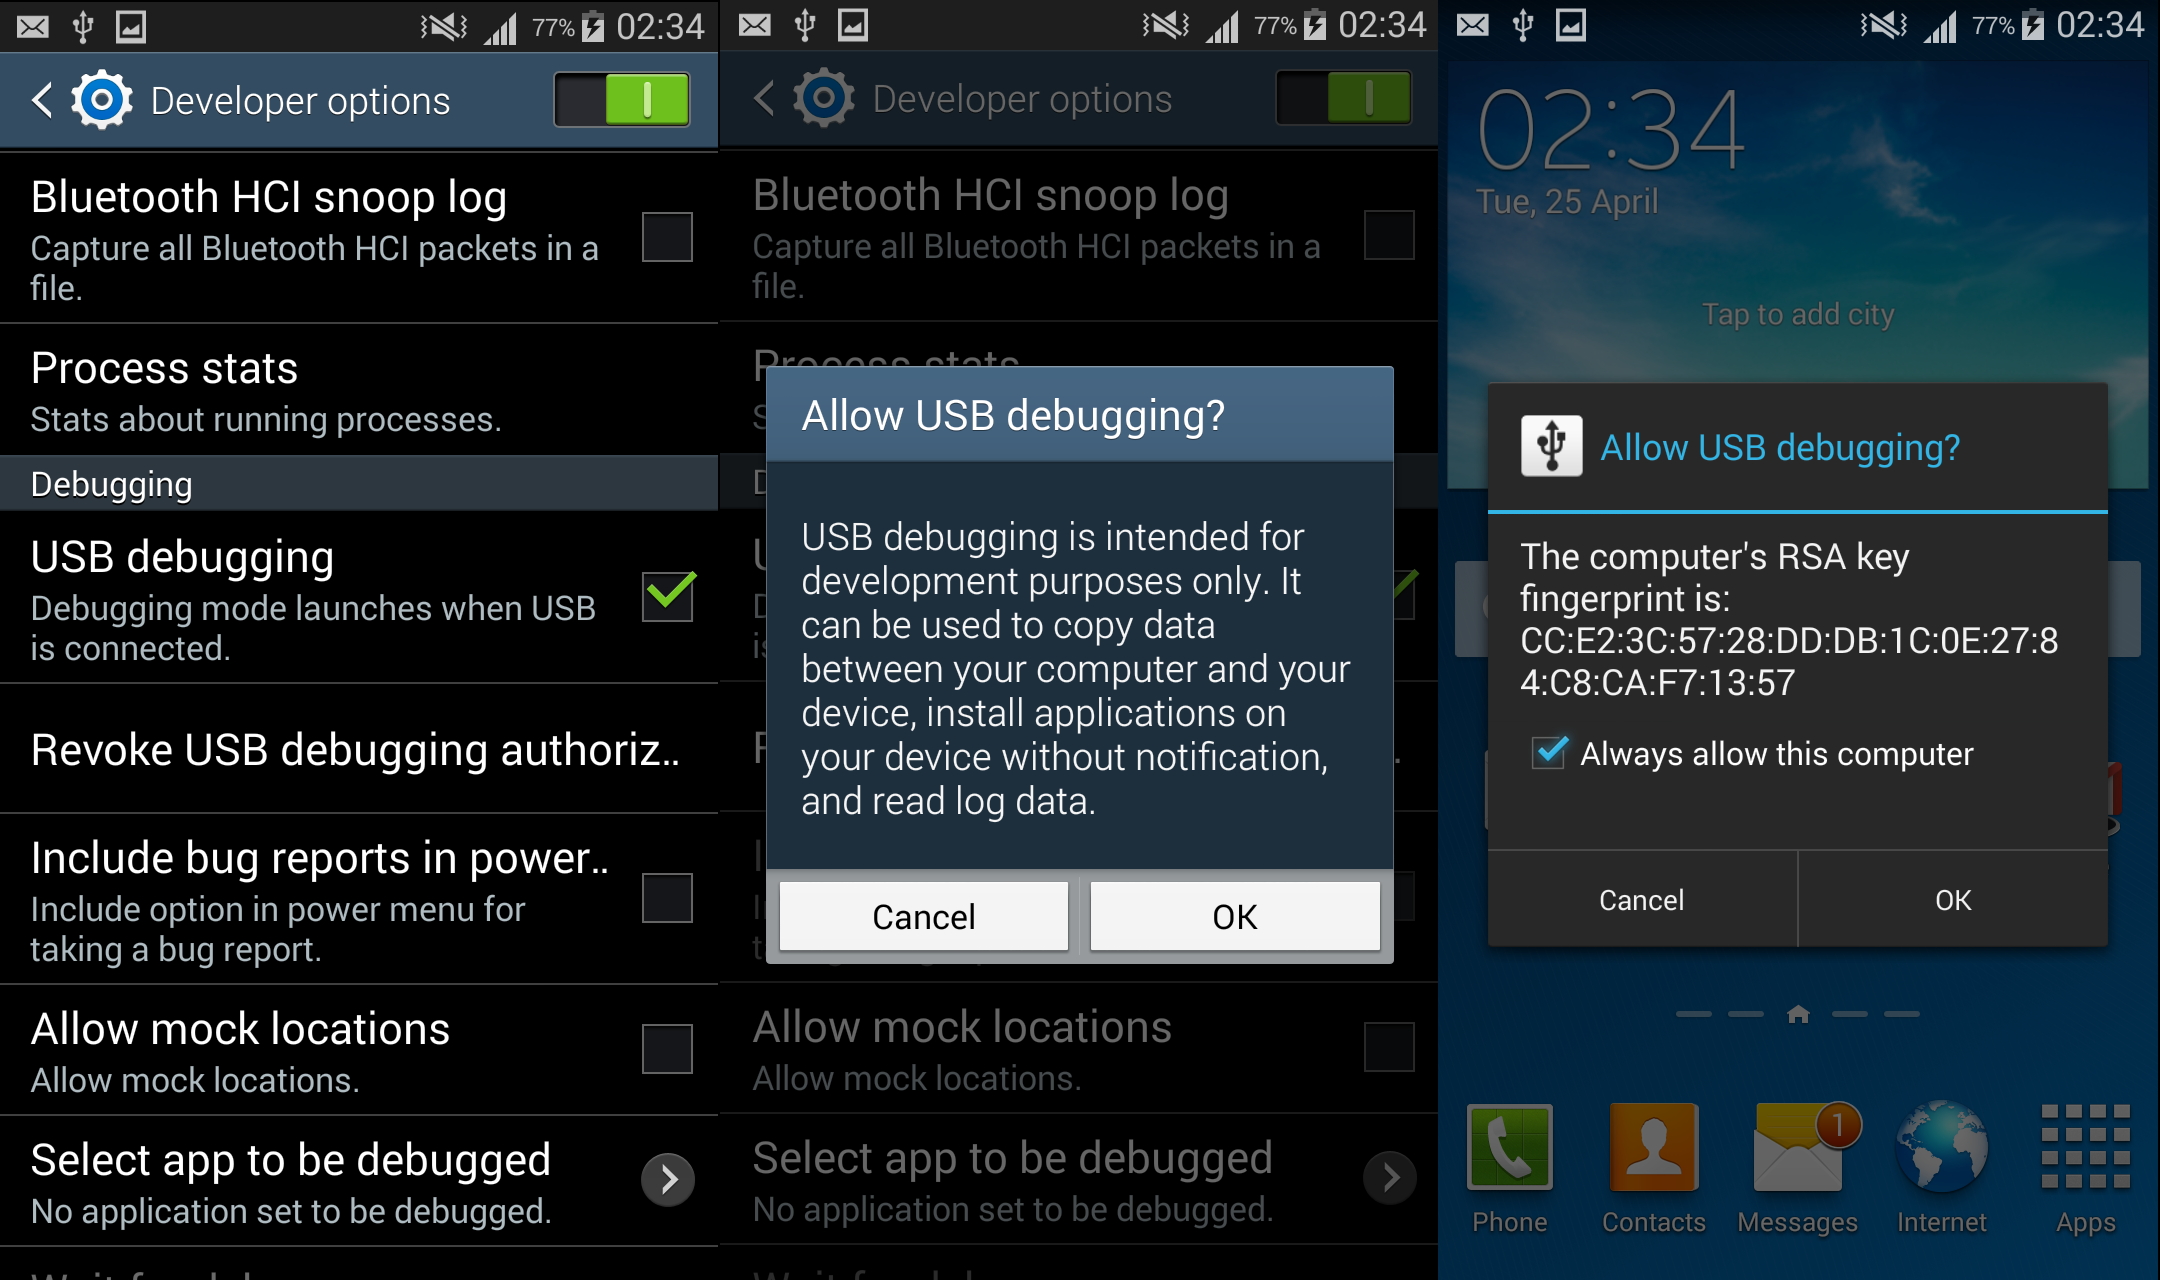 77% 02:34
Developer options
Bluetooth HCI snoop log
Capture all Bluetooth HCI packets in a
file.
Process stats
Stats about running processes.
Debugging
USB debugging
Debugging mode launches when USB
is connected.
Revoke USB debugging authoriz..
Include bug reports in power..
Include option in power menu for
taking a bug report.
Allow mock locations
Allow mock locations.
Select app to be debugged
No application set to be debugged.
77% 02:34
Developer options
Bluetooth HCI snoop log
Capture all Bluetooth HCI packets in a
file.
Process stats
Allow USB debugging?
USB debugging is intended for
development purposes only. It
can be used to copy data
between your computer and your
device, install applications on
your device without notification,
and read log data.
Cancel OK
Allow mock locations
Allow mock locations.
Select app to be debugged
No application set to be debugged.
77% 02:34
02:34
Tue, 25 April
Tap to add city
Allow USB debugging?
The computer's RSA key
fingerprint is:
CC:E2:3C:57:28:DD:DB:1C:0E:27:8
4:C8:CA:F7:13:57
Always allow this computer
Cancel OK
1
Phone Contacts Messages Internet Apps